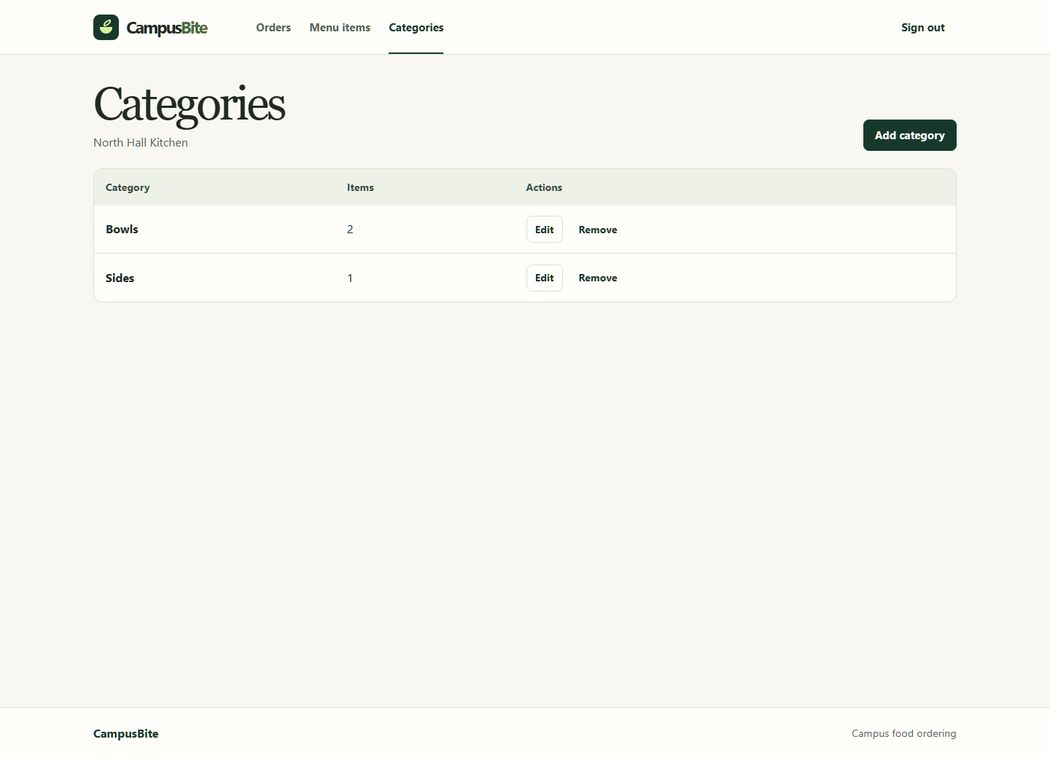 CampusBite Orders Menu items Categories Sign out
Categories
North Hall Kitchen
Add category
Category Items Actions
Bowls 2 Edit Remove
Sides 1 Edit Remove
CampusBite Campus food ordering